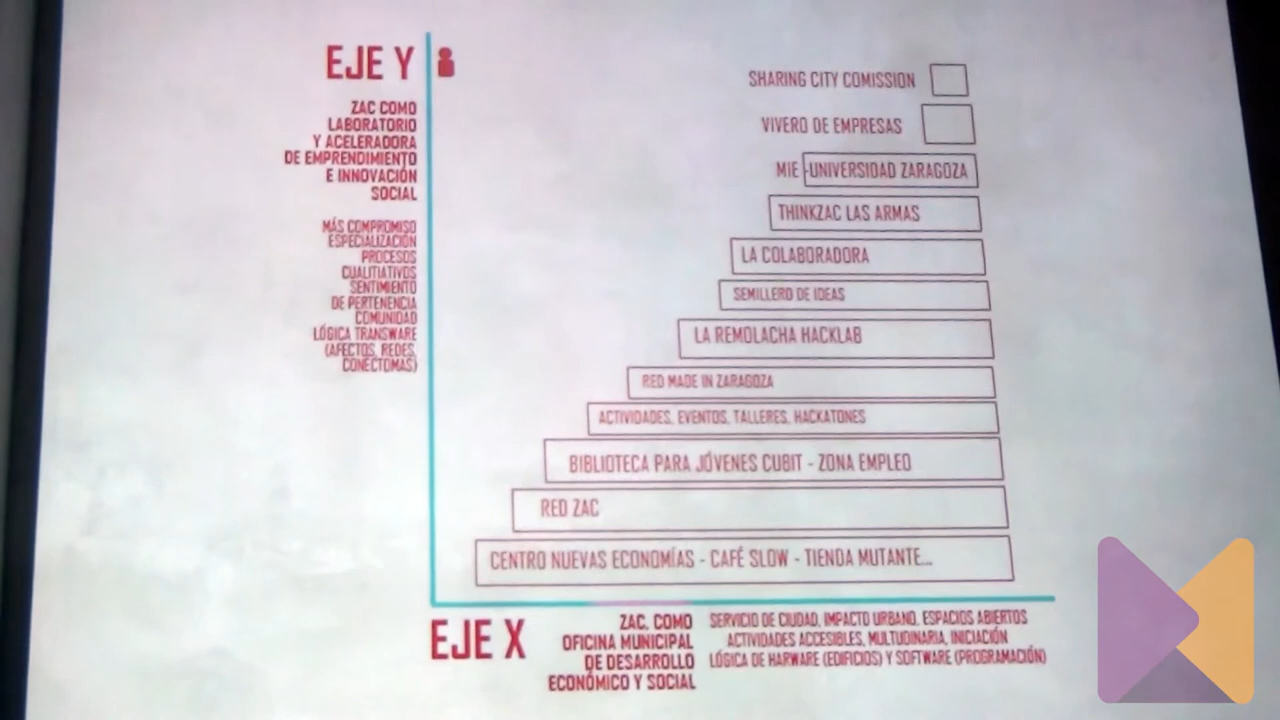 EJE Y
ZAC COMO
LABORATORIO
Y ACELERADORA
DE EMPRENDIMIENTO
E INNOVACIÓN
SOCIAL
MÁS COMPROMISO
ESPECIALIZACIÓN
PROCESOS
CUALITIATIVOS
SENTIMIENTO
DE PERTENENCIA
COMUNIDAD
LÓGICA TRANSWARE
(AFECTOS, REDES,
CONECTOMAS)
SHARING CITY COMISSION
VIVERO DE EMPRESAS
MIE -UNIVERSIDAD ZARAGOZA
THINKZAC LAS ARMAS
LA COLABORADORA
SEMILLERO DE IDEAS
LA REMOLACHA HACKLAB
RED MADE IN ZARAGOZA
ACTIVIDADES, EVENTOS, TALLERES, HACKATONES
BIBLIOTECA PARA JÓVENES CUBIT - ZONA EMPLEO
RED ZAC
CENTRO NUEVAS ECONOMÍAS - CAFÉ SLOW - TIENDA MUTANTE...
EJE X
ZAC, COMO
OFICINA MUNICIPAL
DE DESARROLLO
ECONÓMICO Y SOCIAL
SERVICIO DE CIUDAD, IMPACTO URBANO, ESPACIOS ABIERTOS
ACTIVIDADES ACCESIBLES, MULTUDINARIA, INICIACIÓN
LÓGICA DE HARWARE (EDIFICIOS) Y SOFTWARE (PROGRAMACIÓN)